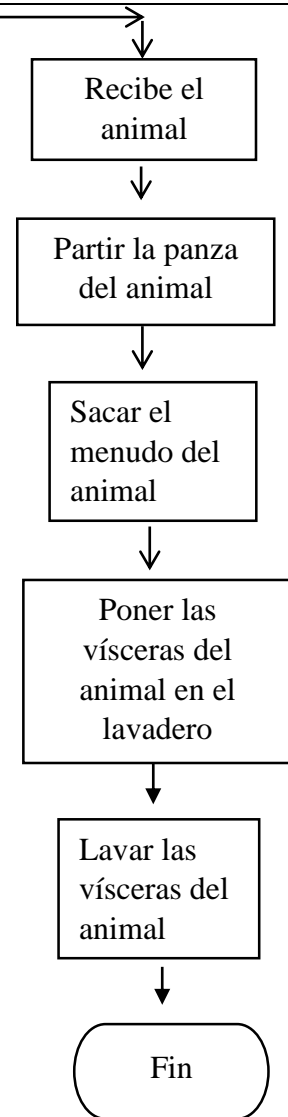 Recibe el
animal
Partir la panza
del animal
Sacar el
menudo del
animal
Poner las
vísceras del
animal en el
lavadero
Lavar las
vísceras del
animal
Fin